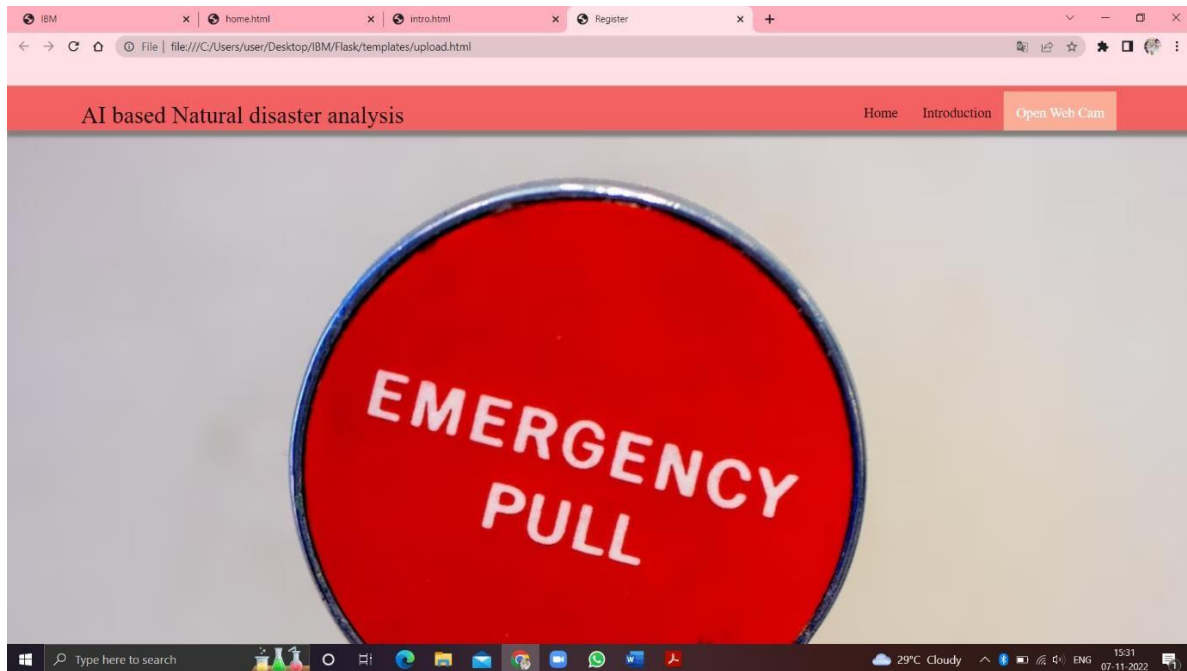 IBM
home.html
intro.html
Register
File | file:///C:/Users/user/Desktop/IBM/Flask/templates/upload.html
AI based Natural disaster analysis
Home Introduction Open Web Cam
EMERGENCY
PULL
Type here to search
29°C Cloudy
ENG
15:31
07-11-2022